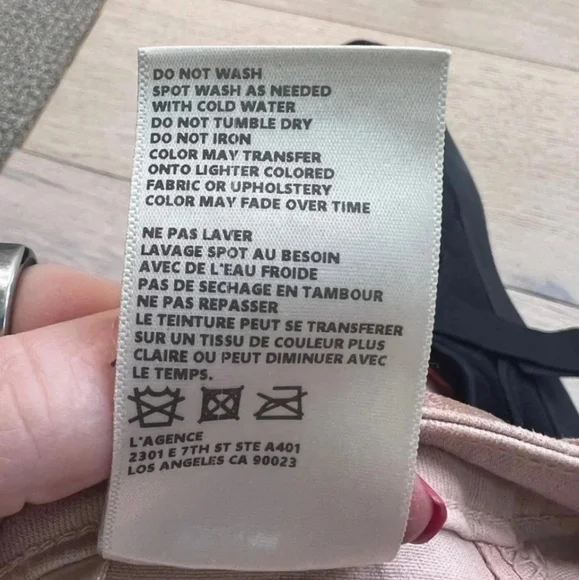 DO NOT WASH
SPOT WASH AS NEEDED
WITH COLD WATER
DO NOT TUMBLE DRY
DO NOT IRON
COLOR MAY TRANSFER
ONTO LIGHTER COLORED
FABRIC OR UPHOLSTERY
COLOR MAY FADE OVER TIME
NE PAS LAVER
LAVAGE SPOT AU BESOIN
AVEC DE L'EAU FROIDE
PAS DE SECHAGE EN TAMBOUR
NE PAS REPASSER
LE TEINTURE PEUT SE TRANSFERER
SUR UN TISSU DE COULEUR PLUS
CLAIRE OU PEUT DIMINUER AVEC
LE TEMPS.
L'AGENCE
2301 E 7TH ST STE A401
LOS ANGELES CA 90023